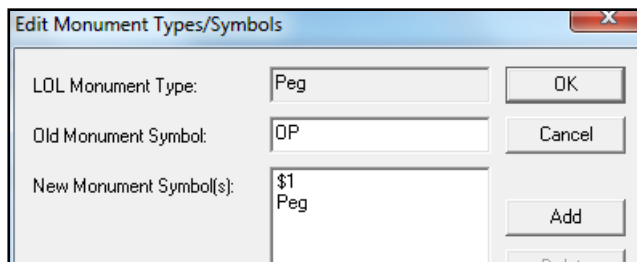 Edit Monument Types/Symbols
LOL Monument Type: Peg OK
Old Monument Symbol: OP Cancel
New Monument Symbol(s): $1
Peg
Add